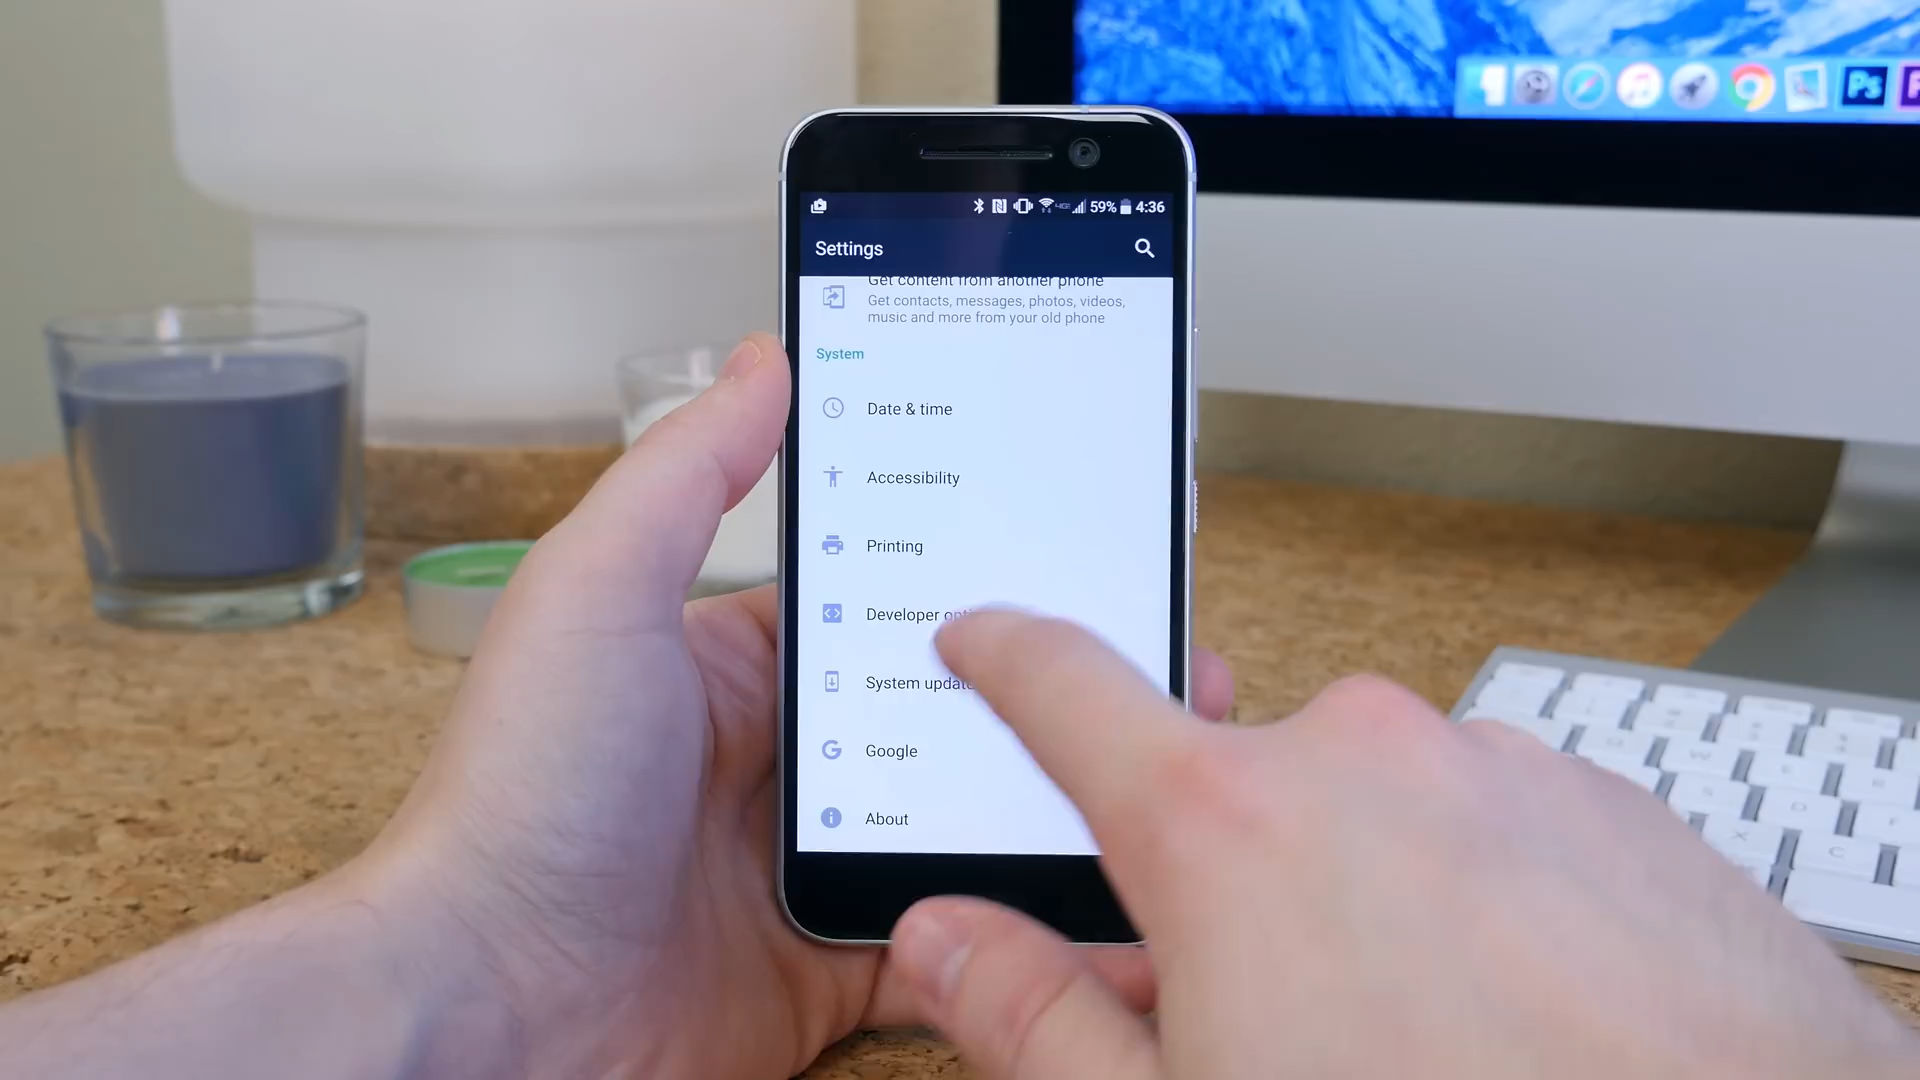 59% 4:36
Settings
Get content from another phone
Get contacts, messages, photos, videos,
music and more from your old phone
System
Date & time
Accessibility
Printing
Developer
System update
Google
About
Ps